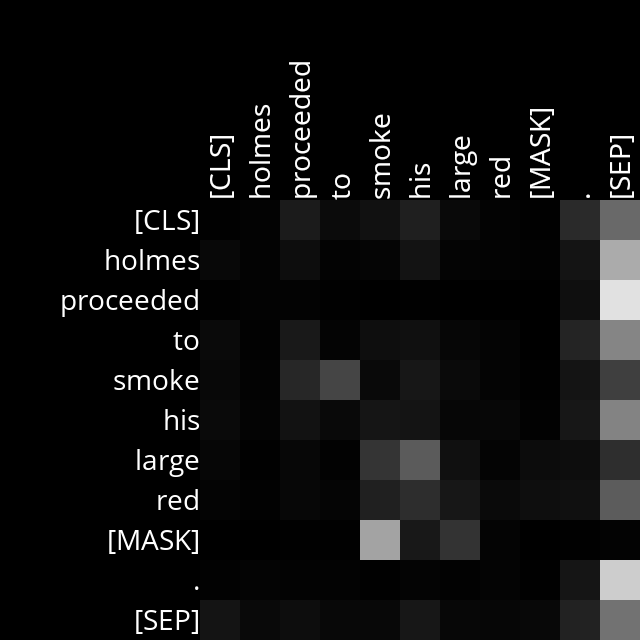 [CLS]
holmes
proceeded
to
smoke
his
large
red
[MASK]
.
[SEP]
[CLS]
holmes
proceeded
to
smoke
his
large
red
[MASK]
.
[SEP]